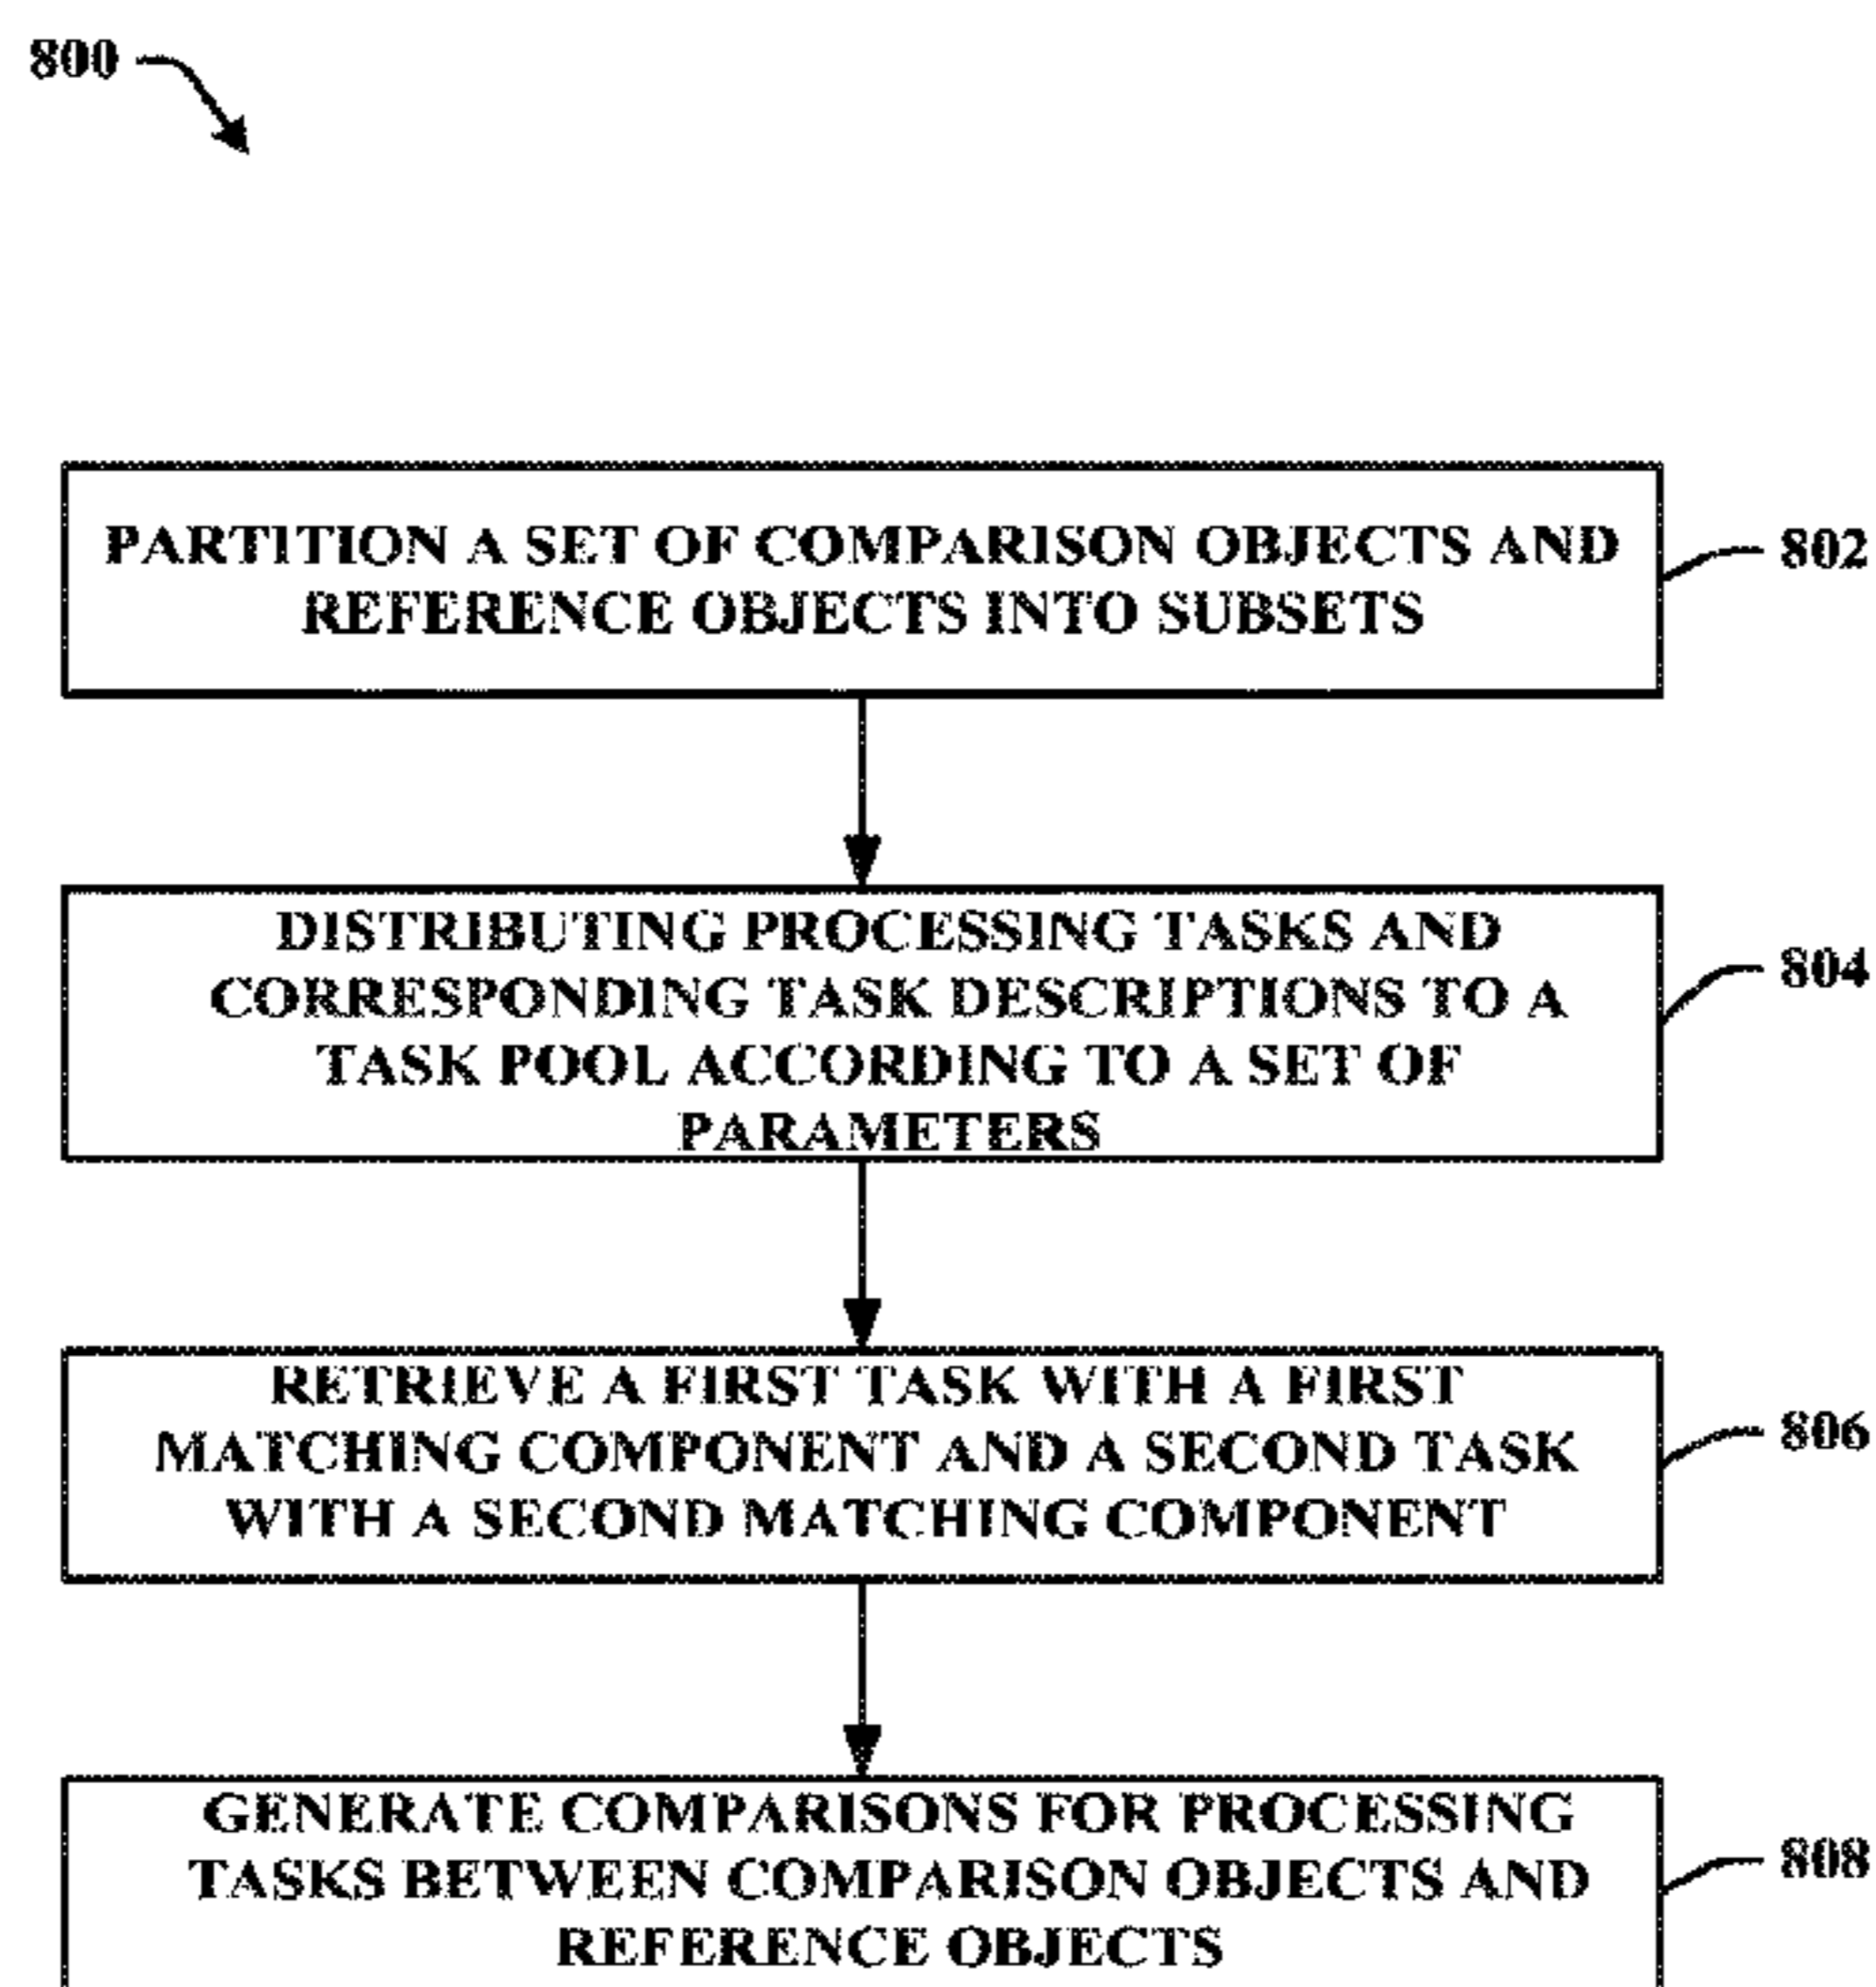 800
PARTITION A SET OF COMPARISON OBJECTS AND
REFERENCE OBJECTS INTO SUBSETS
802
DISTRIBUTING PROCESSING TASKS AND
CORRESPONDING TASK DESCRIPTIONS TO A
TASK POOL ACCORDING TO A SET OF
PARAMETERS
804
RETRIEVE A FIRST TASK WITH A FIRST
MATCHING COMPONENT AND A SECOND TASK
WITH A SECOND MATCHING COMPONENT
806
GENERATE COMPARISONS FOR PROCESSING
TASKS BETWEEN COMPARISON OBJECTS AND
REFERENCE OBJECTS
808